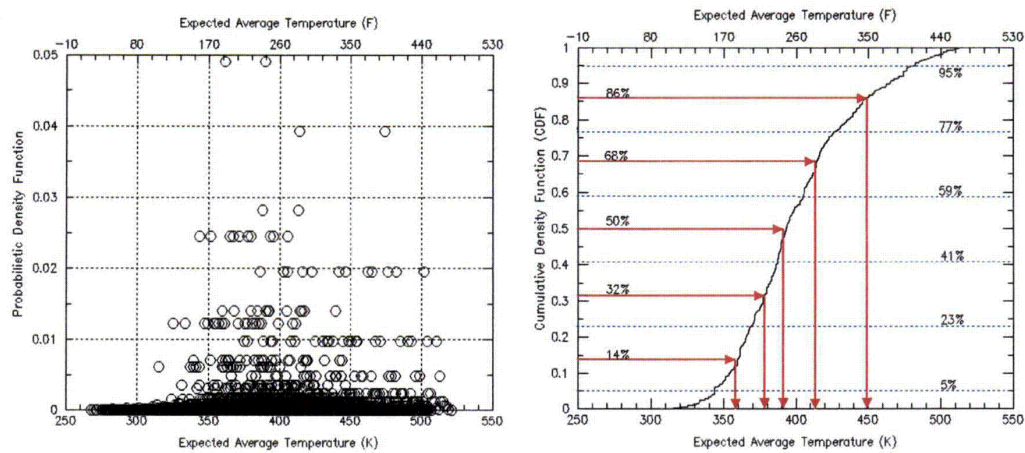 Expected Average Temperature (F)
-10 80 170 260 350 440 530
0.05
0.04
0.03
0.02
0.01
0
Probabilistic Density Function
250 300 350 400 450 500 550
Expected Average Temperature (K)
Expected Average Temperature (F)
-10 80 170 260 350 440 530
1
0.9
0.8
0.7
0.6
0.5
0.4
0.3
0.2
0.1
0
Cumulative Density Function (CDF)
95%
86%
77%
68%
59%
50%
41%
32%
23%
14%
5%
250 300 350 400 450 500 550
Expected Average Temperature (K)